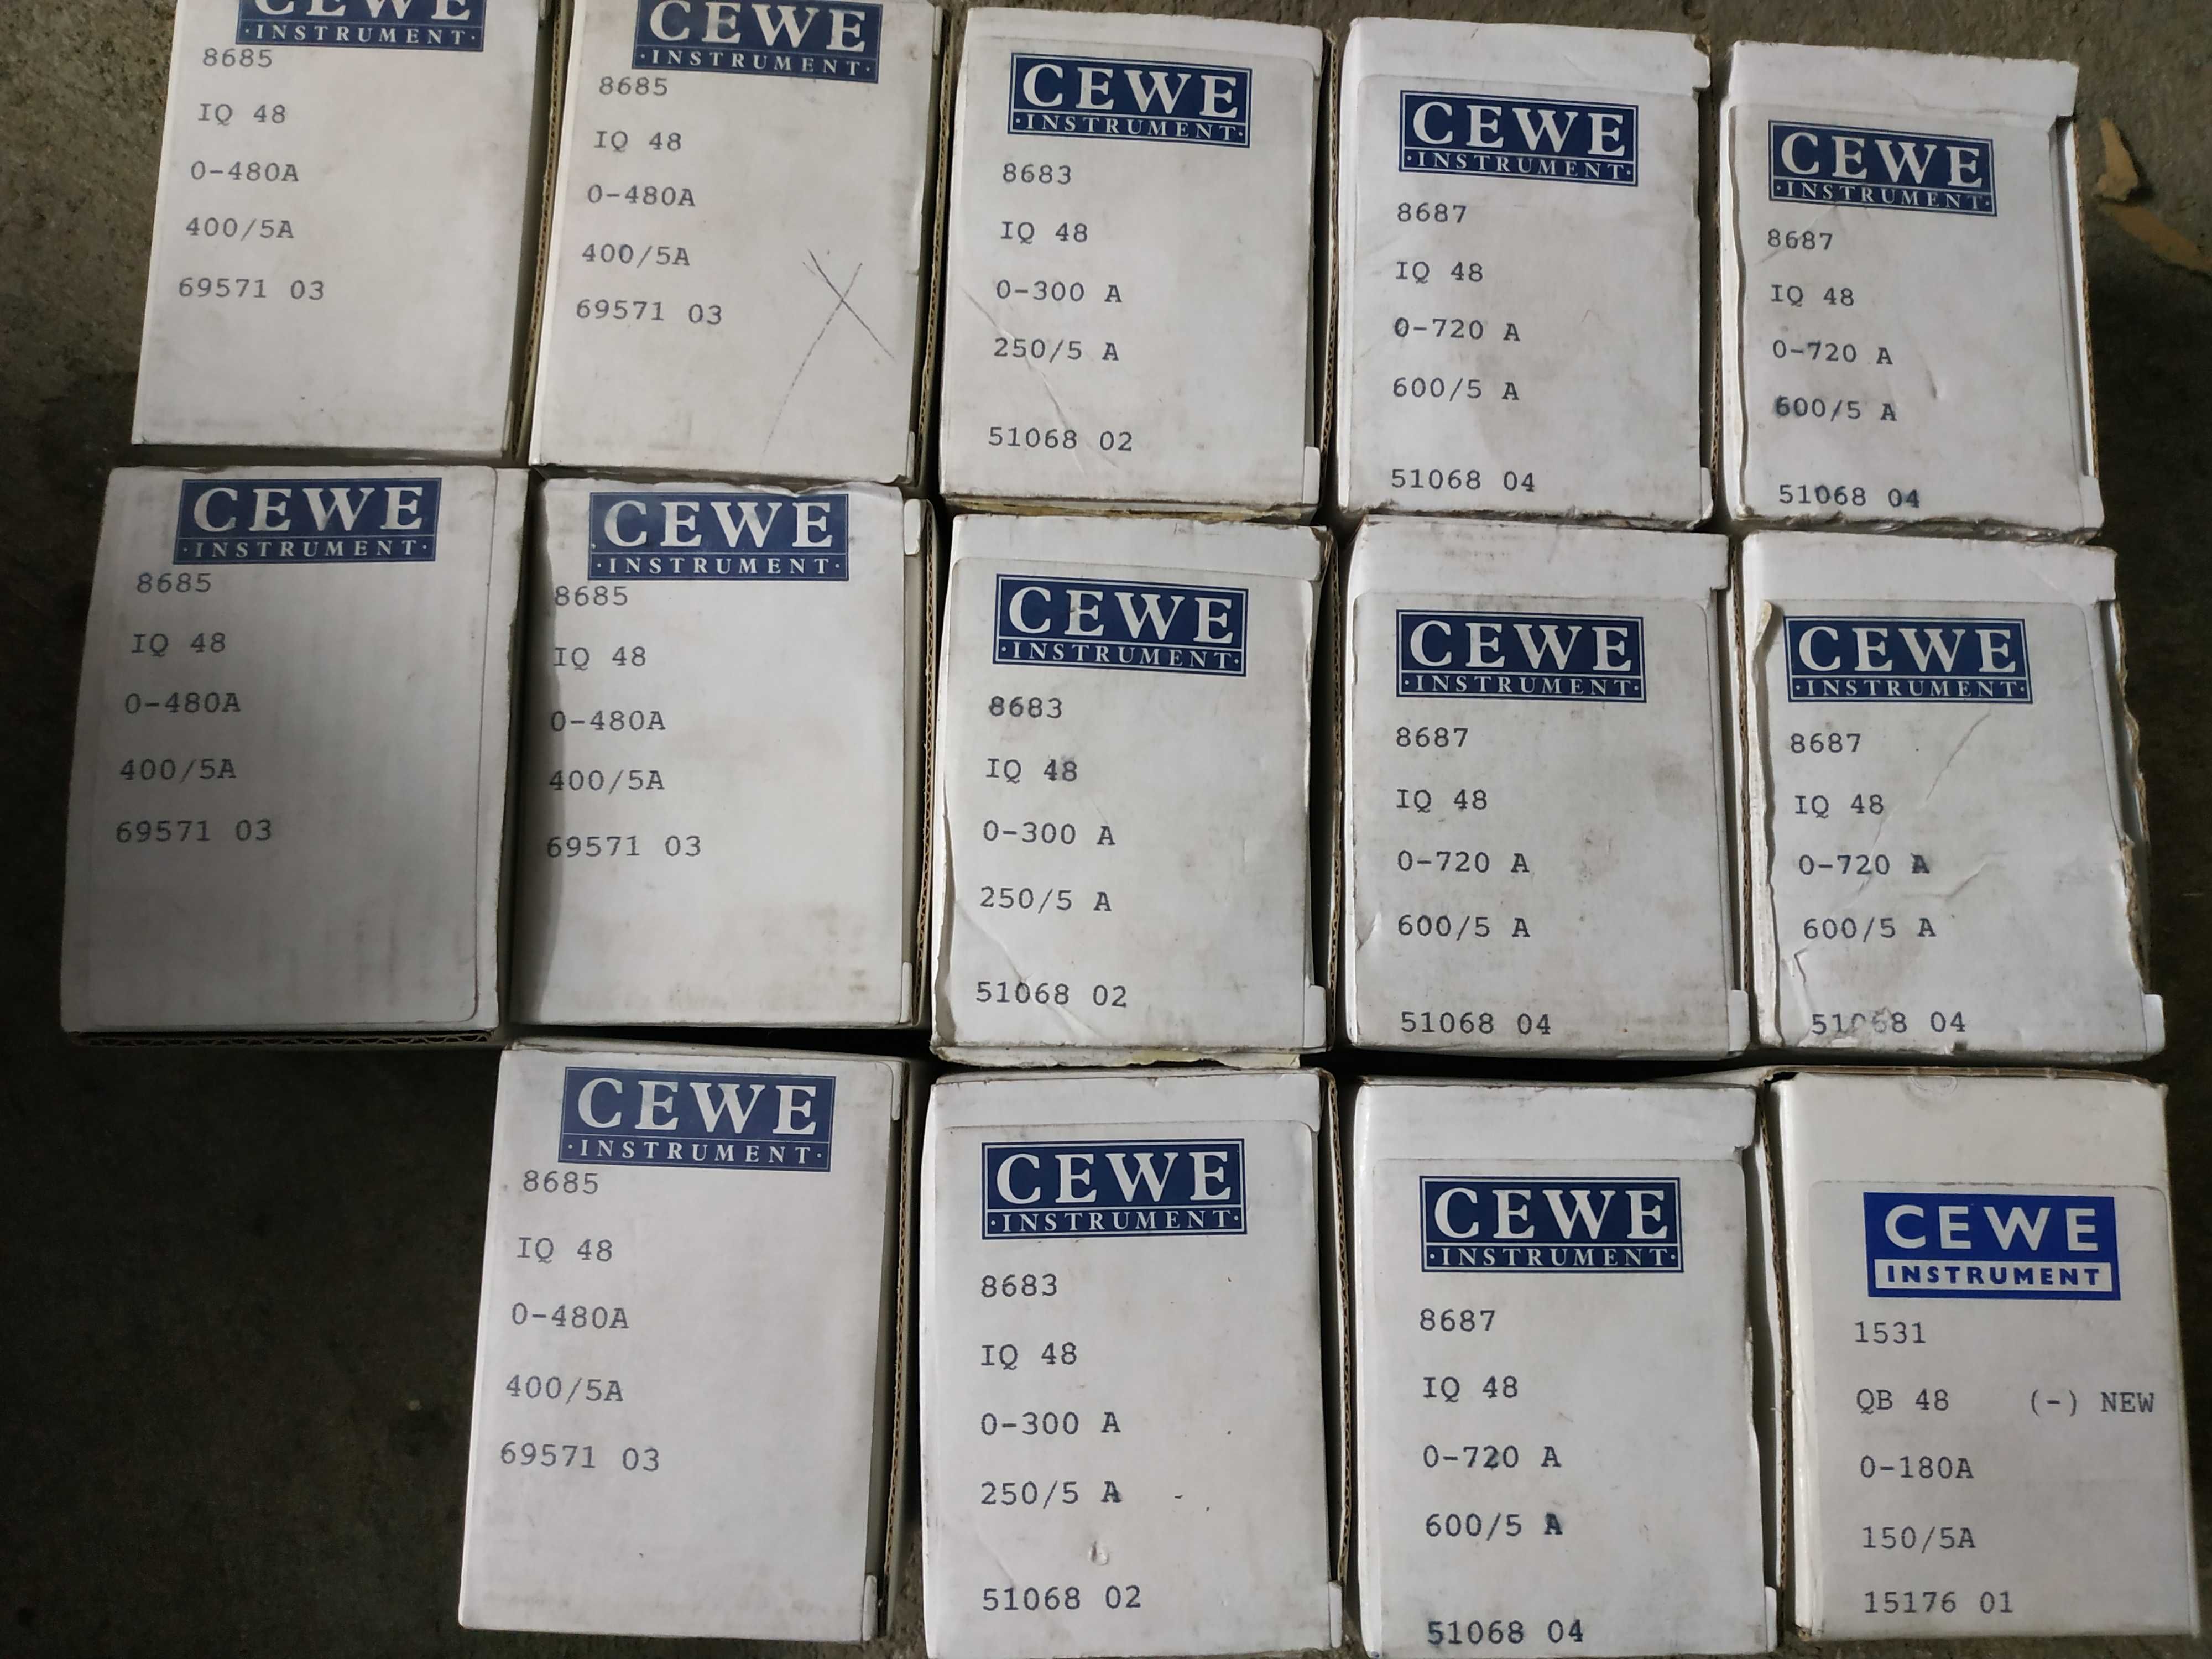 CEWE
·INSTRUMENT·
8685
IQ 48
0-480A
400/5A
69571 03
CEWE
·INSTRUMENT·
8685
IQ 48
0-480A
400/5A
69571 03
CEWE
·INSTRUMENT·
8683
IQ 48
0-300 A
250/5 A
51068 02
CEWE
·INSTRUMENT·
8687
IQ 48
0-720 A
600/5 A
51068 04
CEWE
·INSTRUMENT·
8687
IQ 48
0-720 A
600/5 A
51068 04
CEWE
·INSTRUMENT·
8685
IQ 48
0-480A
400/5A
69571 03
CEWE
·INSTRUMENT·
8685
IQ 48
0-480A
400/5A
69571 03
CEWE
·INSTRUMENT·
8683
IQ 48
0-300 A
250/5 A
51068 02
CEWE
·INSTRUMENT·
8687
IQ 48
0-720 A
600/5 A
51068 04
CEWE
·INSTRUMENT·
8687
IQ 48
0-720 A
600/5 A
51068 04
CEWE
·INSTRUMENT·
8685
IQ 48
0-480A
400/5A
69571 03
CEWE
·INSTRUMENT·
8683
IQ 48
0-300 A
250/5 A
51068 02
CEWE
·INSTRUMENT·
8687
IQ 48
0-720 A
600/5 A
51068 04
CEWE
INSTRUMENT
1531
QB 48 (-) NEW
0-180A
150/5A
15176 01